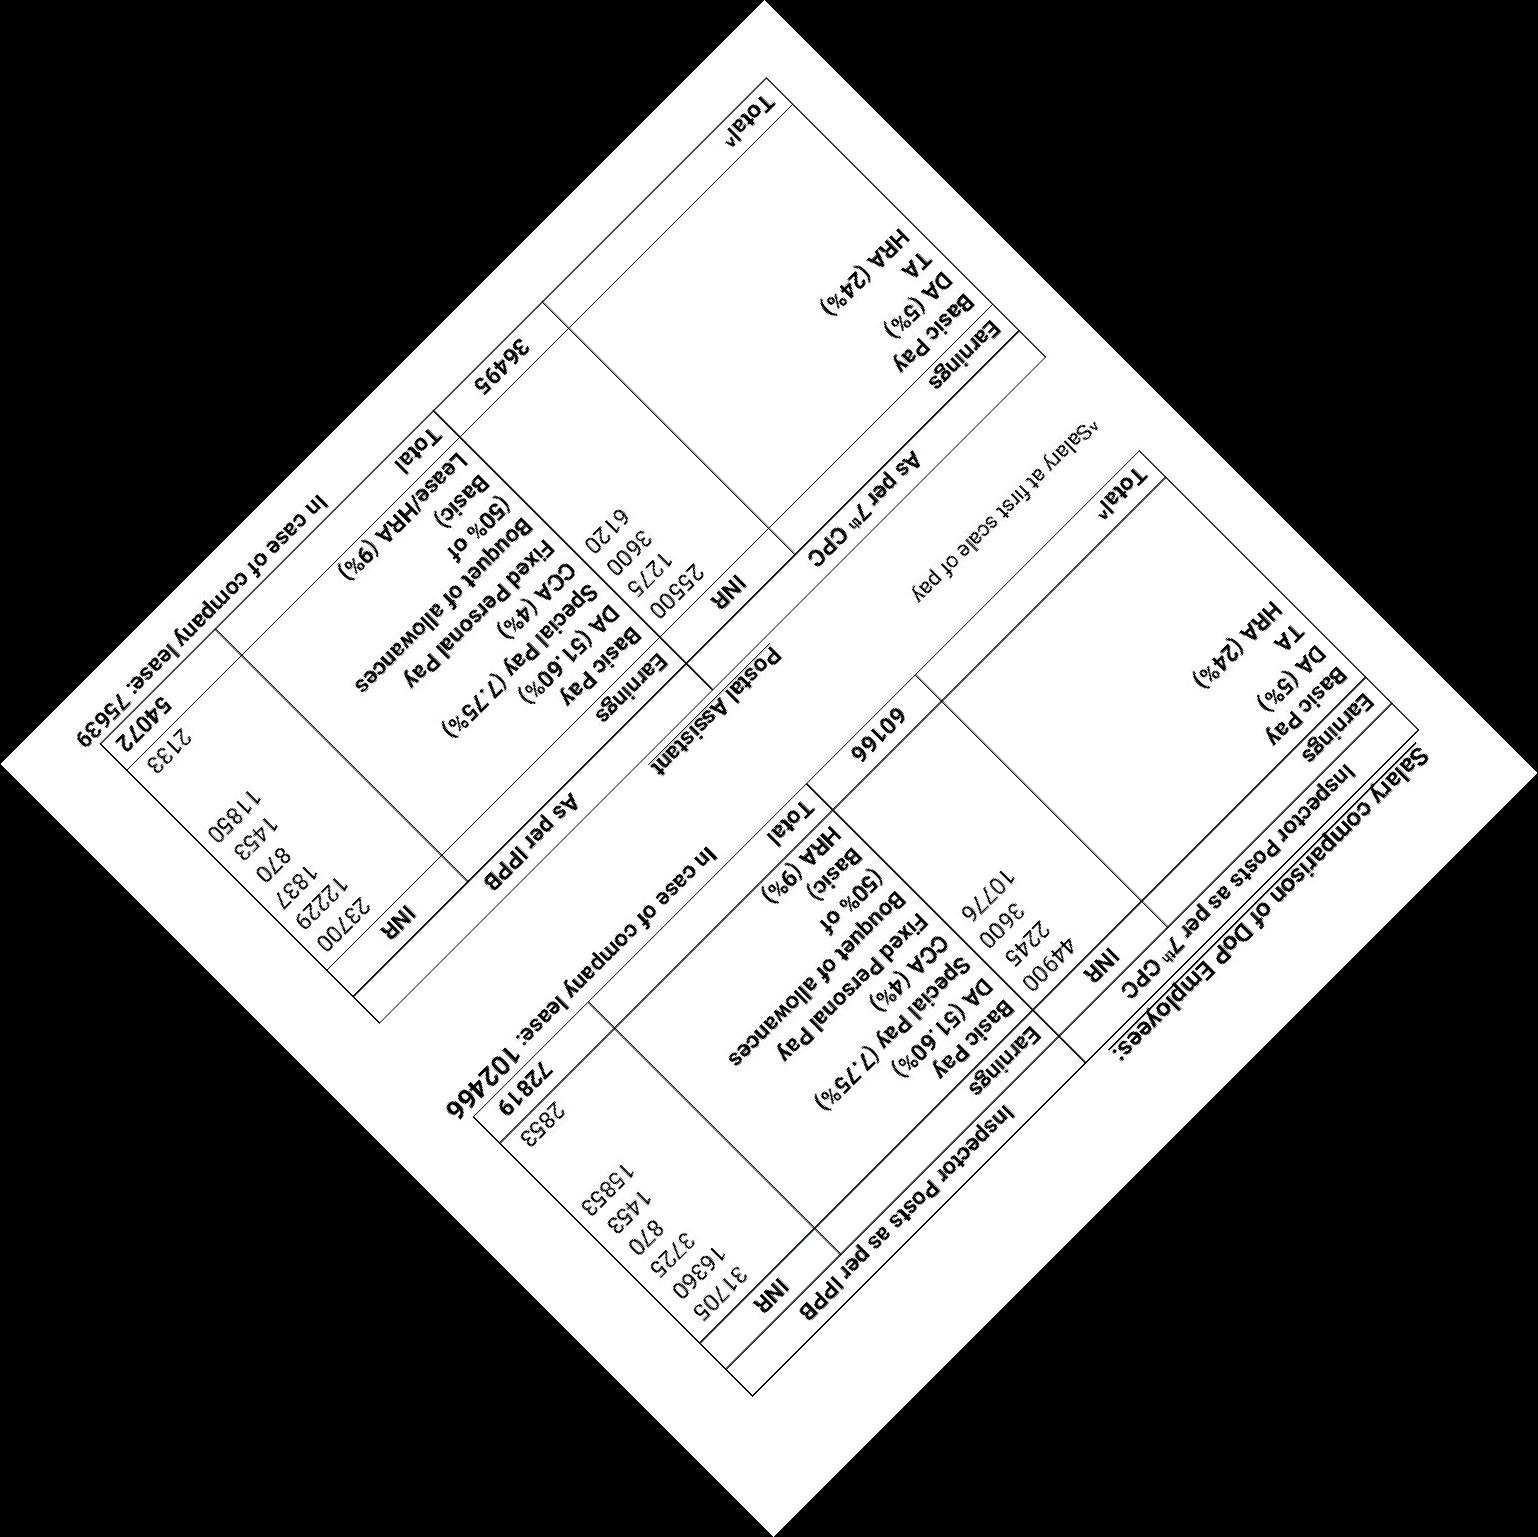 Salary comparison of DoP Employees:
Inspector Posts as per 7th CPC Inspector Posts as per IPPB
Earnings INR Earnings INR
Basic Pay 44900 Basic Pay 31705
DA (5%) 2245 DA (51.60%) 16360
TA 3600 Special Pay (7.75%) 3725
HRA (24%) 10776 CCA (4%) 870
Fixed Personal Pay 1453
Bouquet of allowances 15853
(50% of
Basic)
HRA (9%) 2853
Total^ 60166 Total 72819
In case of company lease: 102466
^Salary at first scale of pay
Postal Assistant
As per 7th CPC As per IPPB
Earnings INR Earnings INR
Basic Pay 25500 Basic Pay 23700
DA (5%) 1275 DA (51.60%) 12229
TA 3600 Special Pay (7.75%) 1837
HRA (24%) 6120 CCA (4%) 870
Fixed Personal Pay 1453
Bouquet of allowances 11850
(50% of
Basic)
Lease/HRA (9%) 2133
Total^ 36495 Total 54072
In case of company lease: 75639